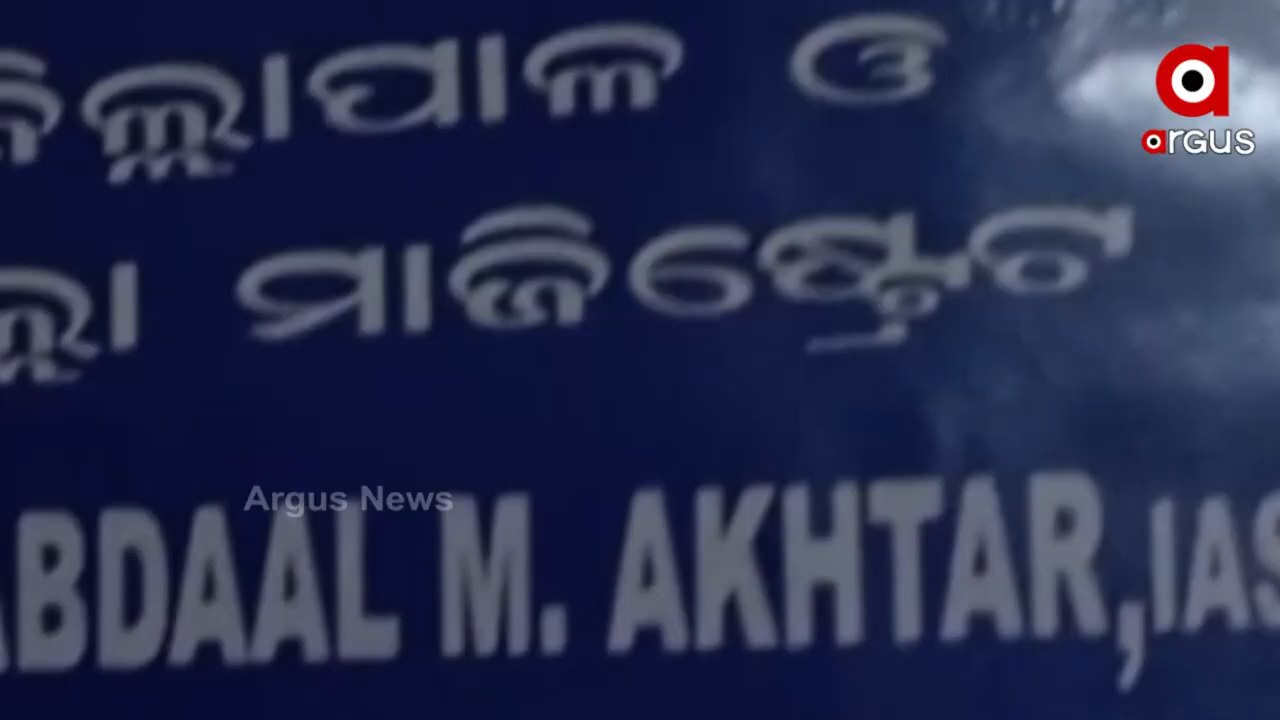 ଜିଲ୍ଲାପାଳ ଓ
ଜିଲ୍ଲା ମାଜିଷ୍ଟ୍ରେଟ
ABDAAL M. AKHTAR, IAS
Argus News
argus